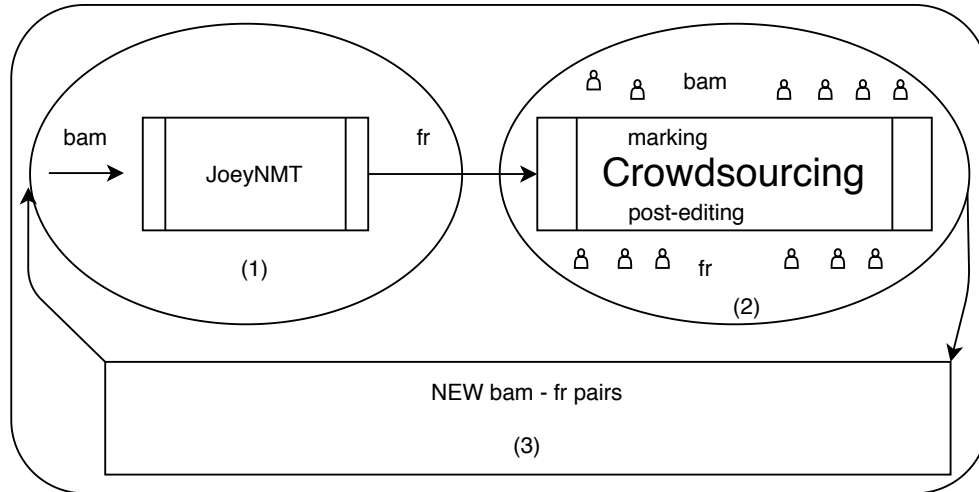 bam
JoeyNMT
fr
(1)
bam
marking
Crowdsourcing
post-editing
fr
(2)
NEW bam - fr pairs
(3)